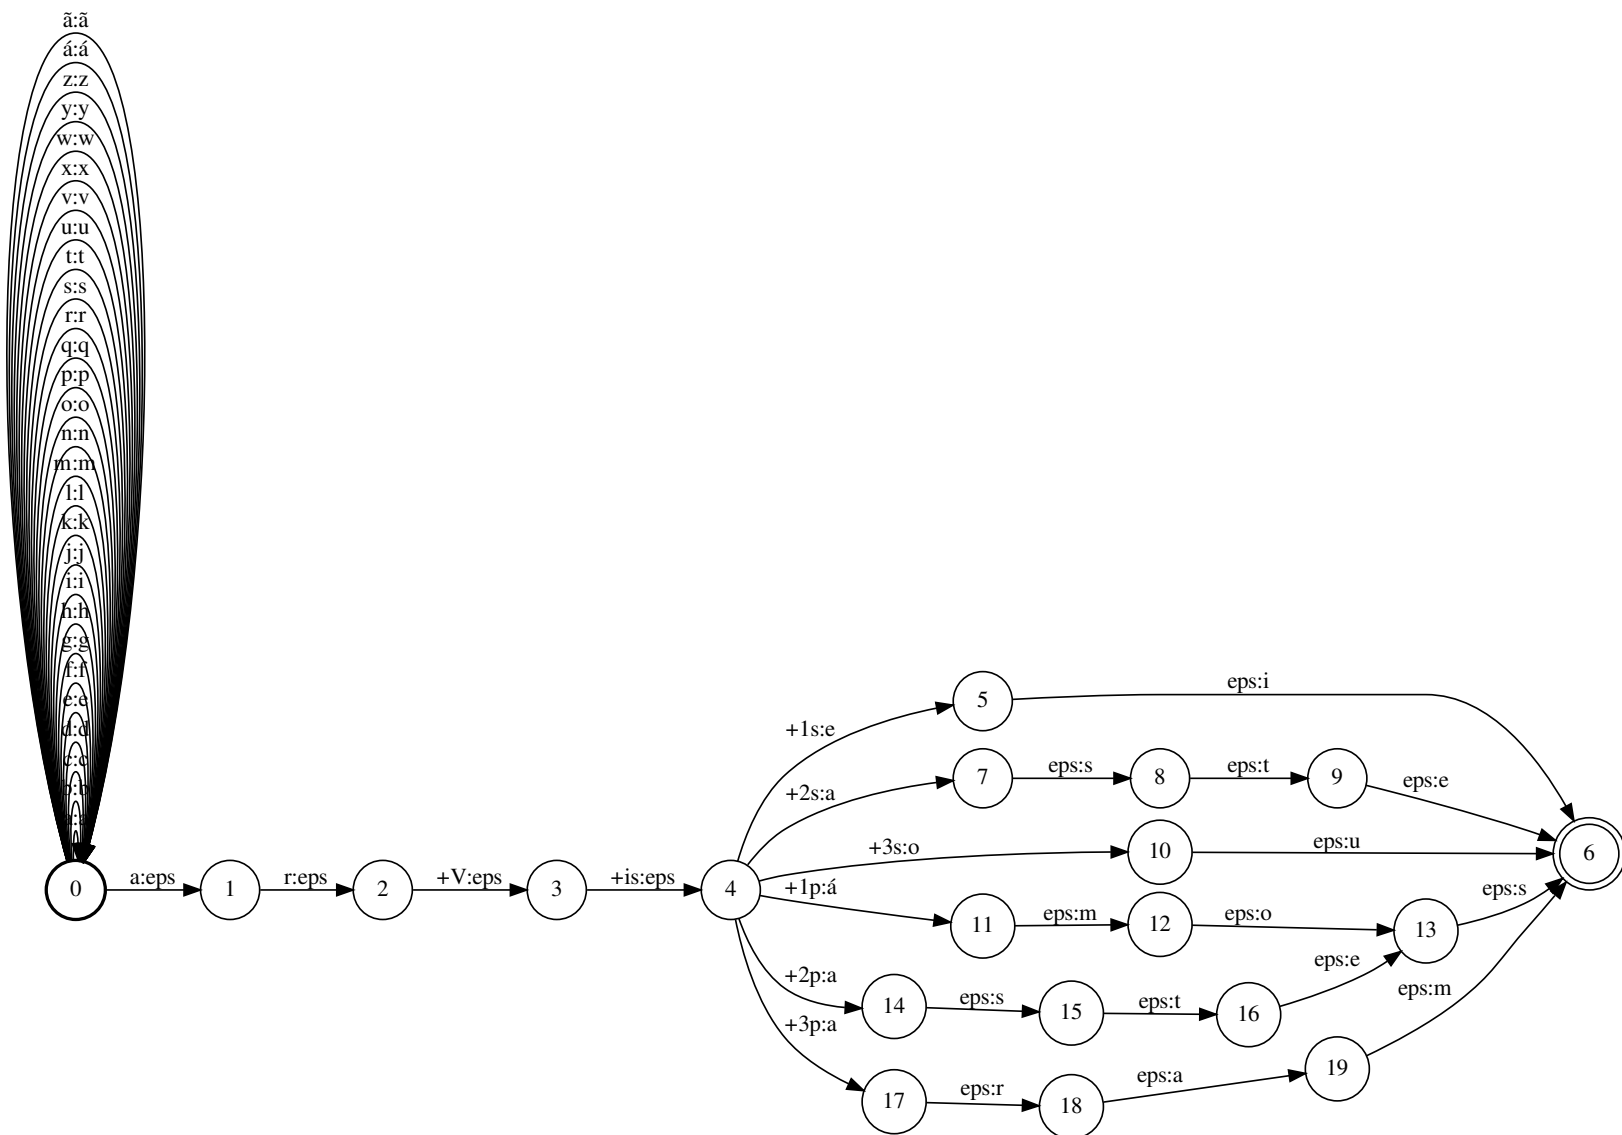 ã:ã
á:á
z:z
y:y
w:w
x:x
v:v
u:u
t:t
s:s
r:r
q:q
p:p
o:o
n:n
m:m
l:l
k:k
j:j
i:i
h:h
g:g
f:f
e:e
d:d
c:c
b:b
0
a:eps
1
r:eps
2
+V:eps
3
+is:eps
4
+1s:e
5
eps:i
+2s:a
7
eps:s
8
eps:t
9
eps:e
+3s:o
10
eps:u
6
+1p:á
11
eps:m
12
eps:o
13
eps:s
+2p:a
14
eps:s
15
eps:t
16
eps:e
+3p:a
17
eps:r
18
eps:a
19
eps:m